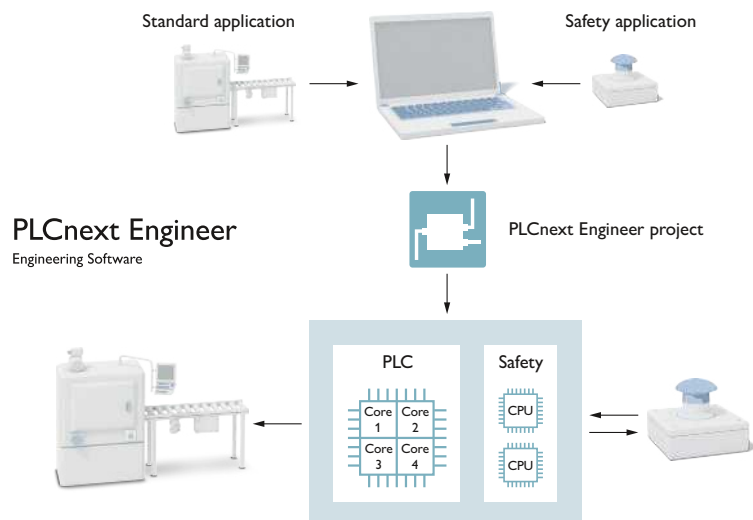 Standard application
Safety application
PLCnext Engineer
Engineering Software
PLCnext Engineer project
PLC
Safety
Core
1
Core
2
Core
3
Core
4
CPU
CPU